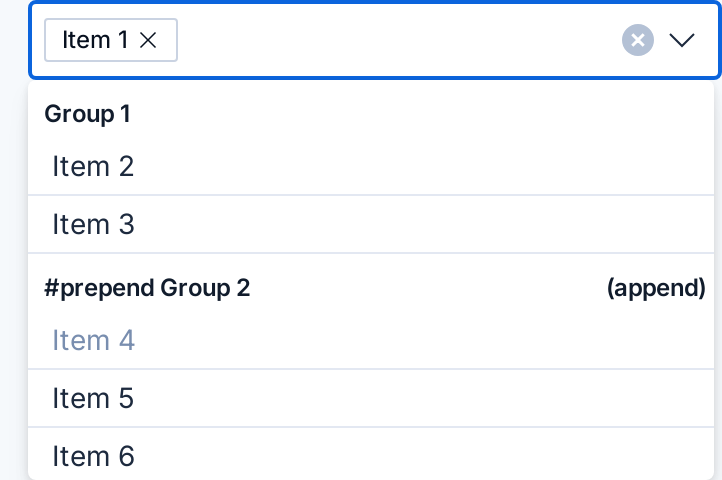 Item 1
Group 1
Item 2
Item 3
#prepend Group 2 (append)
Item 4
Item 5
Item 6